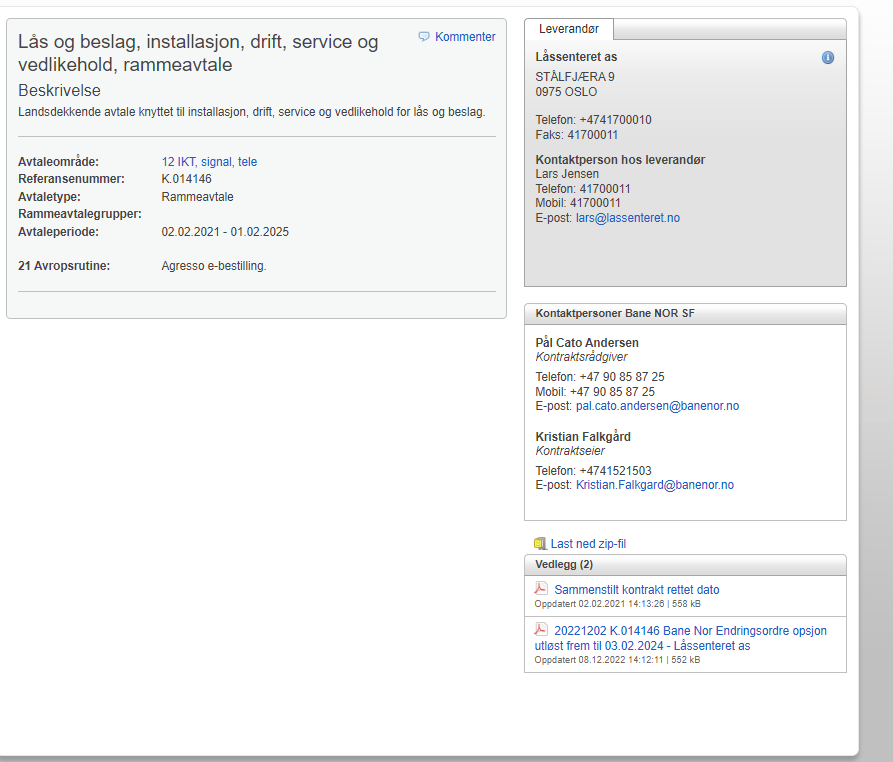 Lås og beslag, installasjon, drift, service og
vedlikehold, rammeavtale
Kommenter
Beskrivelse
Landsdekkende avtale knyttet til installasjon, drift, service og vedlikehold for lås og beslag.
Avtaleområde: 12 IKT, signal, tele
Referansenummer: K.014146
Avtaletype: Rammeavtale
Rammeavtalegrupper:
Avtaleperiode: 02.02.2021 - 01.02.2025
21 Avropsrutine: Agresso e-bestilling.
Leverandør
Låssenteret as
STÅLFJÆRA 9
0975 OSLO
Telefon: +4741700010
Faks: 41700011
Kontaktperson hos leverandør
Lars Jensen
Telefon: 41700011
Mobil: 41700011
E-post: lars@lassenteret.no
Kontaktpersoner Bane NOR SF
Pål Cato Andersen
Kontraktsrådgiver
Telefon: +47 90 85 87 25
Mobil: +47 90 85 87 25
E-post: pal.cato.andersen@banenor.no
Kristian Falkgård
Kontraktseier
Telefon: +4741521503
E-post: Kristian.Falkgard@banenor.no
Last ned zip-fil
Vedlegg (2)
Sammenstilt kontrakt rettet dato
Oppdatert 02.02.2021 14:13:26 | 558 kB
20221202 K.014146 Bane Nor Endringsordre opsjon
utløst frem til 03.02.2024 - Låssenteret as
Oppdatert 08.12.2022 14:12:11 | 552 kB